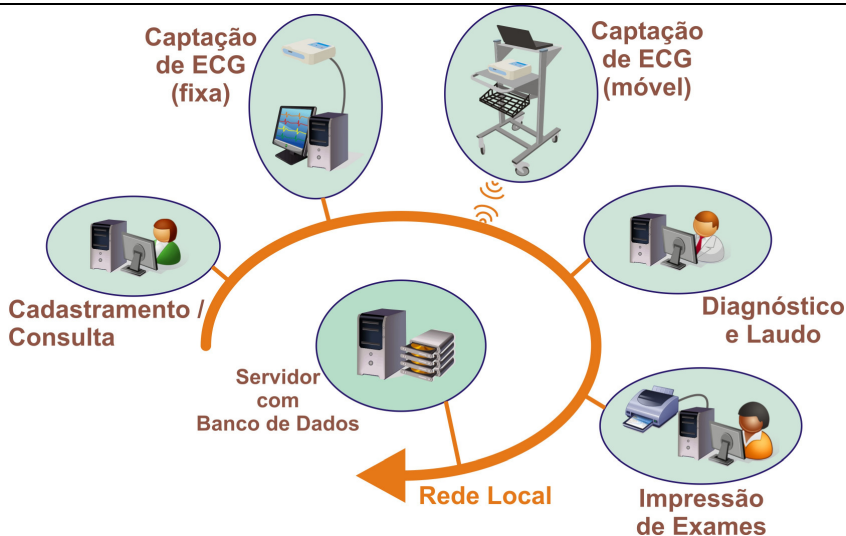 Captação
de ECG
(fixa)
Captação
de ECG
(móvel)
Cadastramento /
Consulta
Diagnóstico
e Laudo
Servidor
com
Banco de Dados
Rede Local
Impressão
de Exames